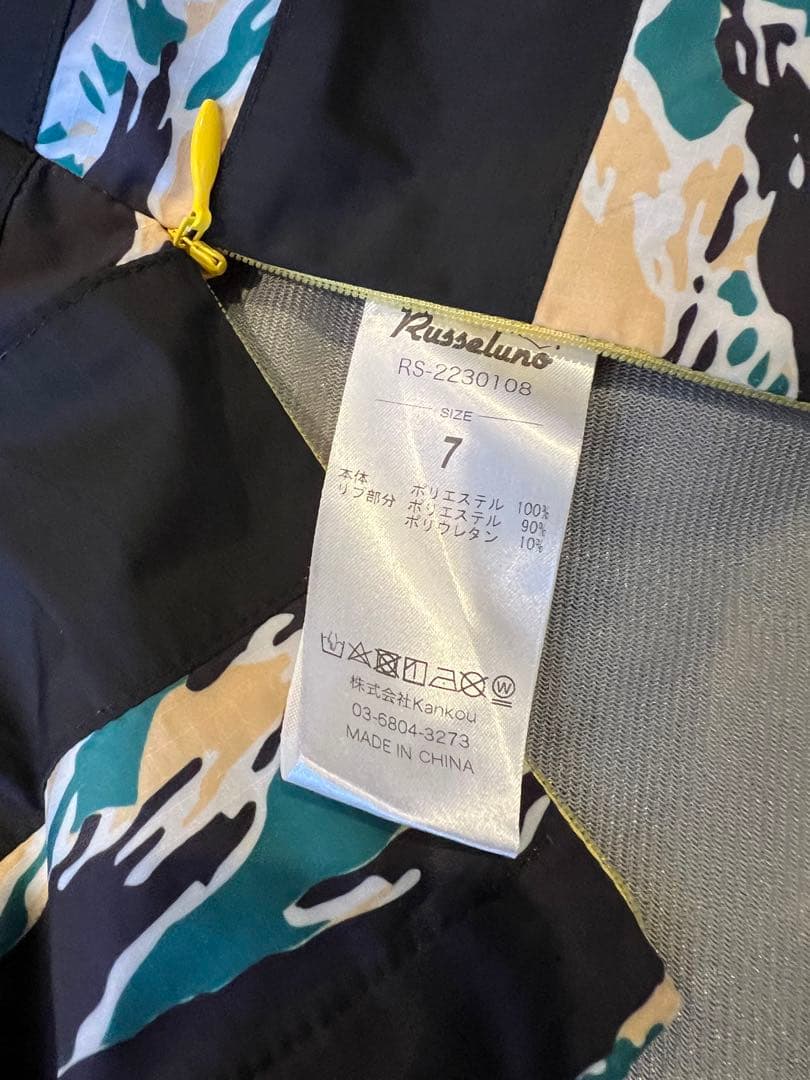 Russeluno
RS-2230108
SIZE
7
本体 ポリエステル 100%
リブ部分 ポリエステル 90%
ポリウレタン 10%
W
株式会社Kankou
03-6804-3273
MADE IN CHINA